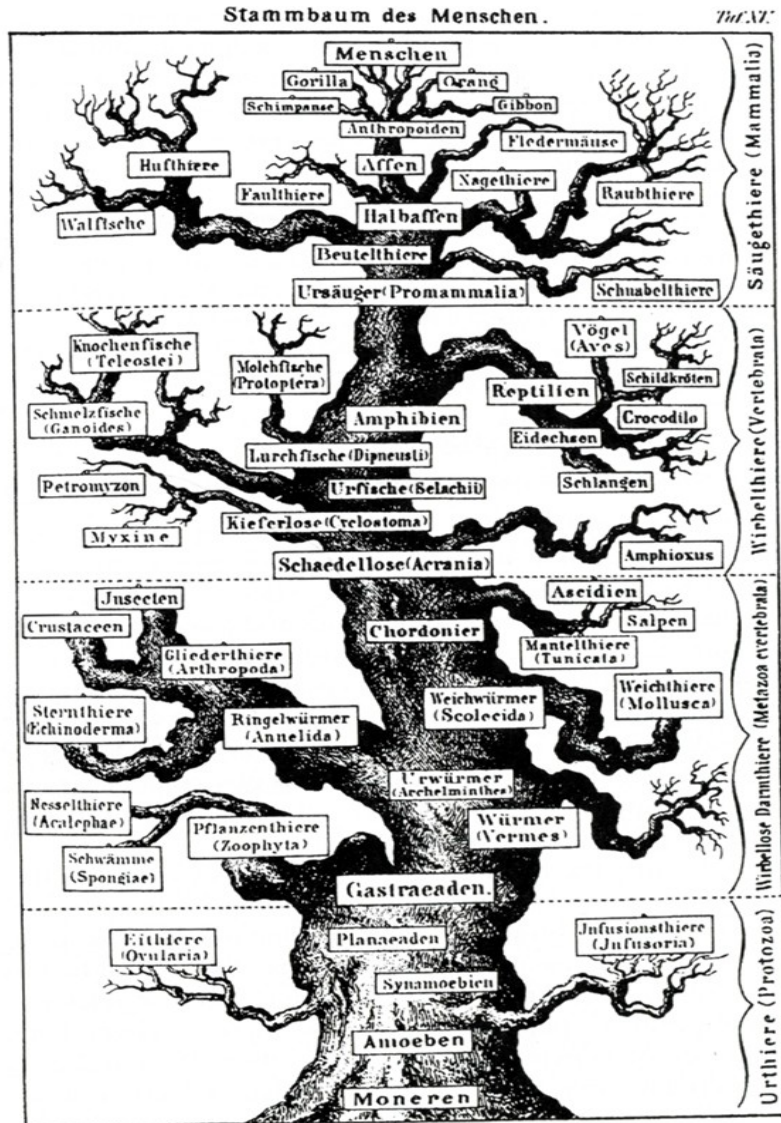 Stammbaum des Menschen.
Taf. XV.
Menschen
Gorilla
Orang
Schimpanse
Gibbon
Anthropoiden
Fledermäuse
Hufthiere
Affen
Nagethiere
Faulthiere
Raubthiere
Walfische
Halbaffen
Beutelthiere
Ursäuger (Promammalia)
Schnabelthiere
Säugethiere (Mammalia)
Knochenfische
(Teleostei)
Molchfische
(Protoptera)
Vögel
(Aves)
Schildkröten
Reptilien
Schmelzfische
(Ganoides)
Amphibien
Crocodile
Eidechsen
Lurchfische (Dipneusti)
Schlangen
Petromyzon
Urfische (Selachii)
Kieferlose (Cyclostoma)
Myxine
Amphioxus
Schaedellose (Acrania)
Wirbelthiere (Vertebrata)
Jnsecten
Ascidien
Crustaceen
Salpen
Chordonier
Mantelthiere
(Tunicata)
Gliederthiere
(Arthropoda)
Weichthiere
(Mollusca)
Sternthiere
(Echinoderma)
Ringelwürmer
(Annelida)
Weichwürmer
(Scolecida)
Urwürmer
(Archelminthes)
Nesselthiere
(Acalephae)
Pflanzenthiere
(Zoophyta)
Würmer
(Vermes)
Schwämme
(Spongiae)
Gastraeaden.
Wirbellose Darmthiere (Metazoa evertebrata)
Eithiere
(Ovularia)
Planaeaden
Jnfusionsthiere
(Jnfusoria)
Synamoebien
Amoeben
Moneren
Urthiere (Protozoa)